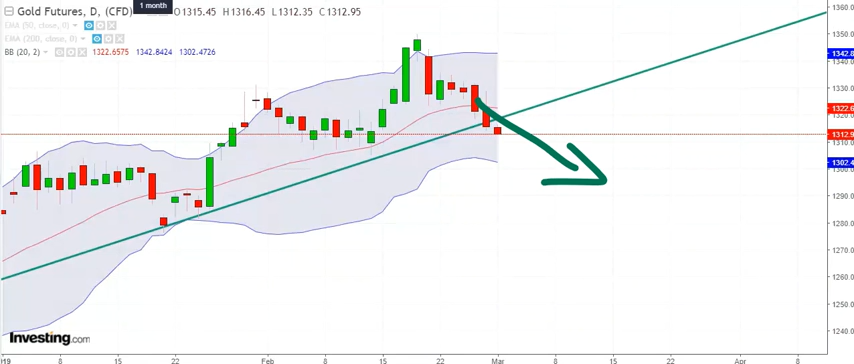 Gold Futures, D, (CFD) 1 month O1315.45 H1316.45 L1312.35 C1312.95
EMA (50, close, 0)
EMA (200, close, 0)
BB (20, 2) 1322.6575 1342.8424 1302.4726
1360.0
1350.0
1342.8
1340.0
1330.0
1322.6
1320.0
1312.9
1310.0
1302.4
1300.0
1290.0
1280.0
1270.0
1260.0
1250.0
1240.0
Investing.com
19 8 15 22 Feb 8 15 22 Mar 8 15 22 Apr 8